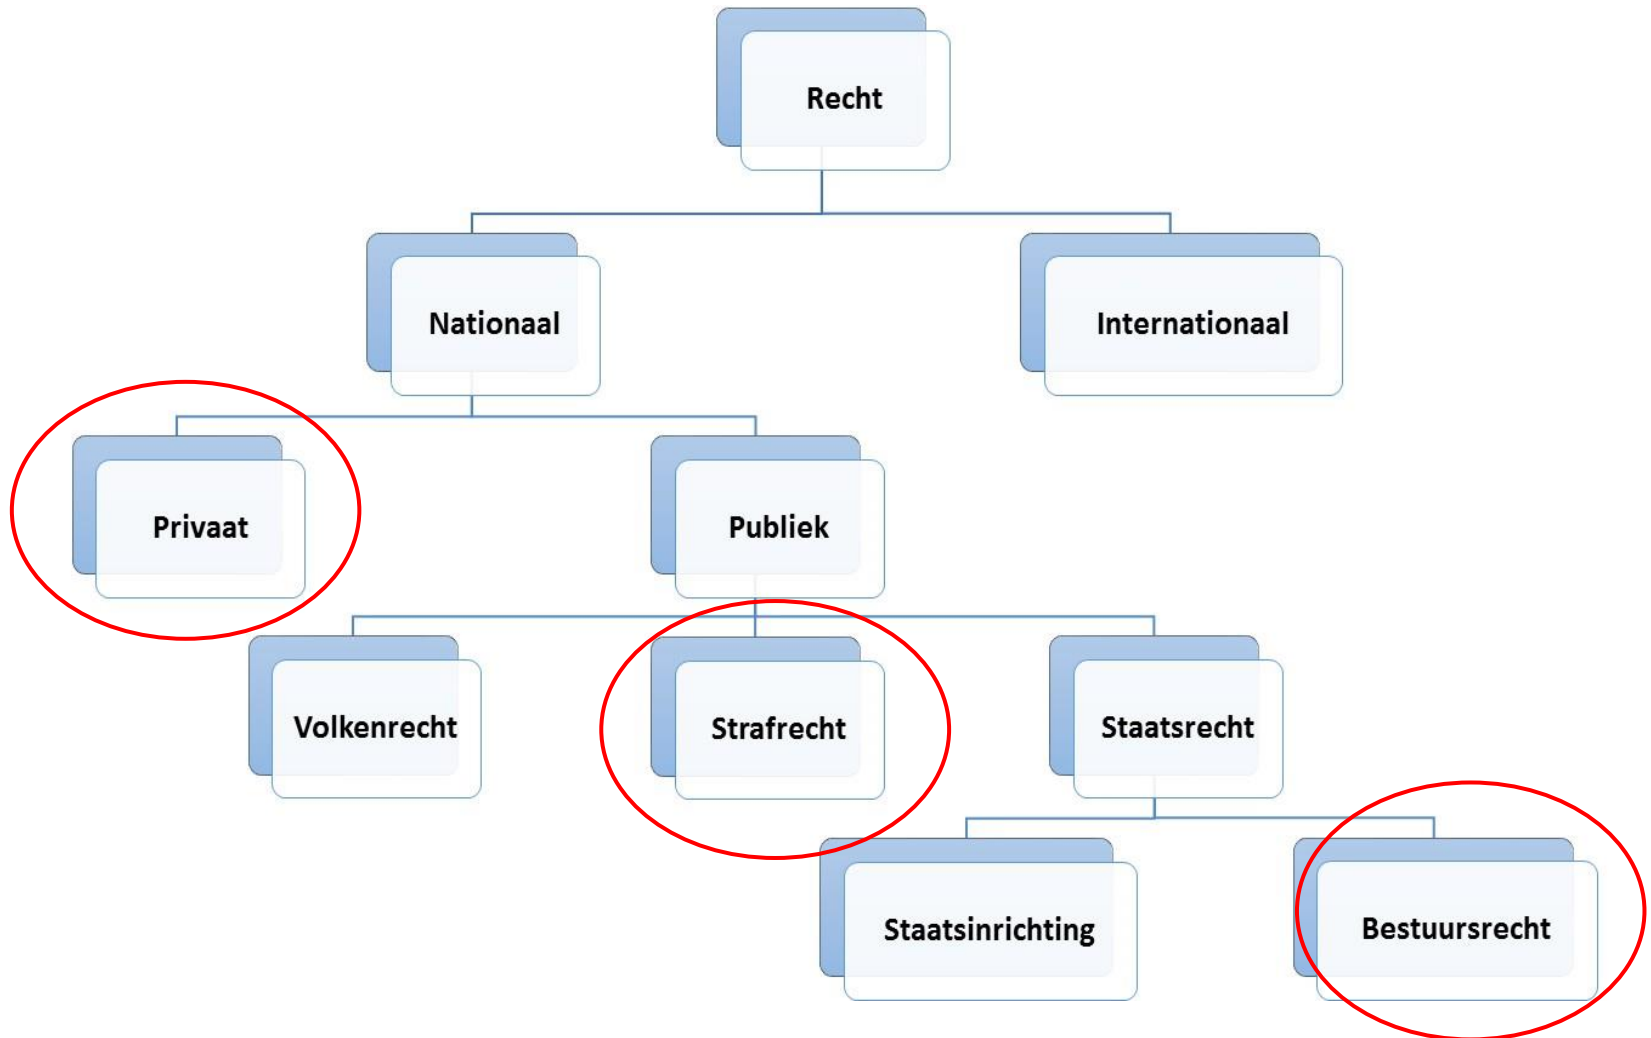 Recht
Nationaal
Internationaal
Privaat
Publiek
Volkenrecht
Strafrecht
Staatsrecht
Staatsinrichting
Bestuursrecht